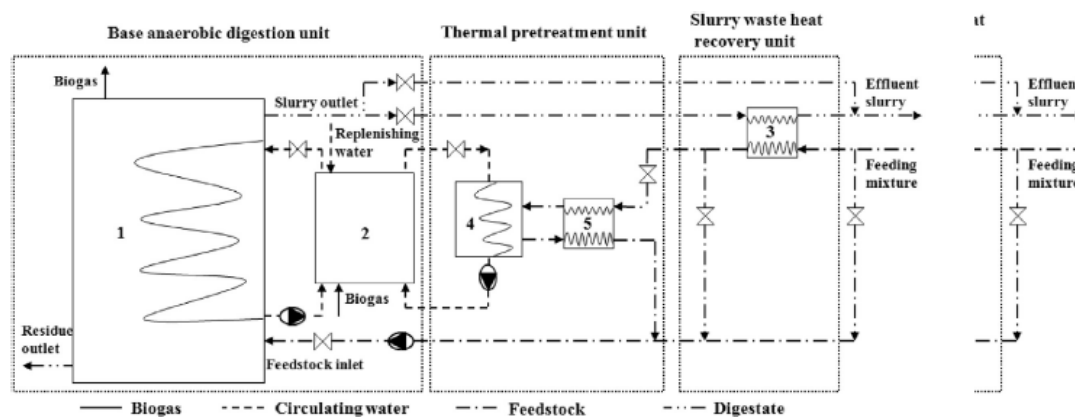 Base anaerobic digestion unit
Thermal pretreatment unit
Slurry waste heat
recovery unit
at
Biogas
Slurry outlet
Replenishing
water
Effluent
slurry
Effluent
slurry
3
Feeding
mixture
Feeding
mixture
1
2
4
5
Biogas
Residue
outlet
Feedstock inlet
Biogas
Circulating water
Feedstock
Digestate